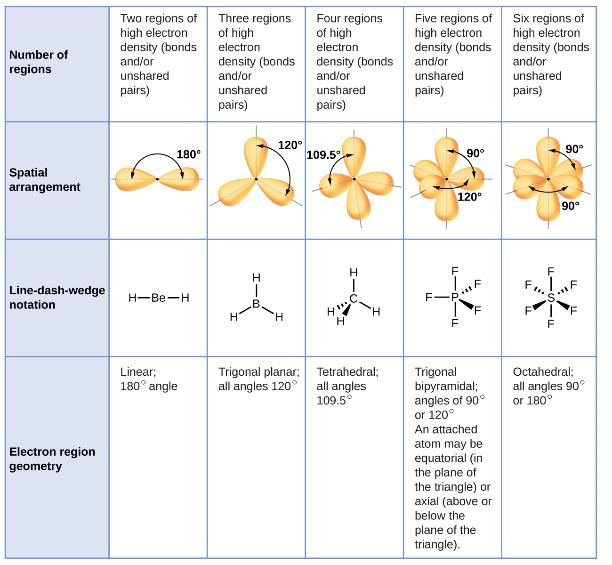 Number of
regions
Two regions of
high electron
density (bonds
and/or
unshared
pairs)
Three regions
of high
electron
density (bonds
and/or
unshared
pairs)
Four regions
of high
electron
density (bonds
and/or
unshared
pairs)
Five regions of
high electron
density (bonds
and/or
unshared
pairs)
Six regions of
high electron
density (bonds
and/or
unshared
pairs)
Spatial
arrangement
180°
120°
109.5°
90°
120°
90°
90°
Line-dash-wedge
notation
H—Be—H
H
B
H H
H
C
H
H
H
F
F
F—P
F
F
F
F F
S
F F
F
Electron region
geometry
Linear;
180° angle
Trigonal planar;
all angles 120°
Tetrahedral;
all angles
109.5°
Trigonal
bipyramidal;
angles of 90°
or 120°
An attached
atom may be
equatorial (in
the plane of
the triangle) or
axial (above or
below the
plane of the
triangle).
Octahedral;
all angles 90°
or 180°